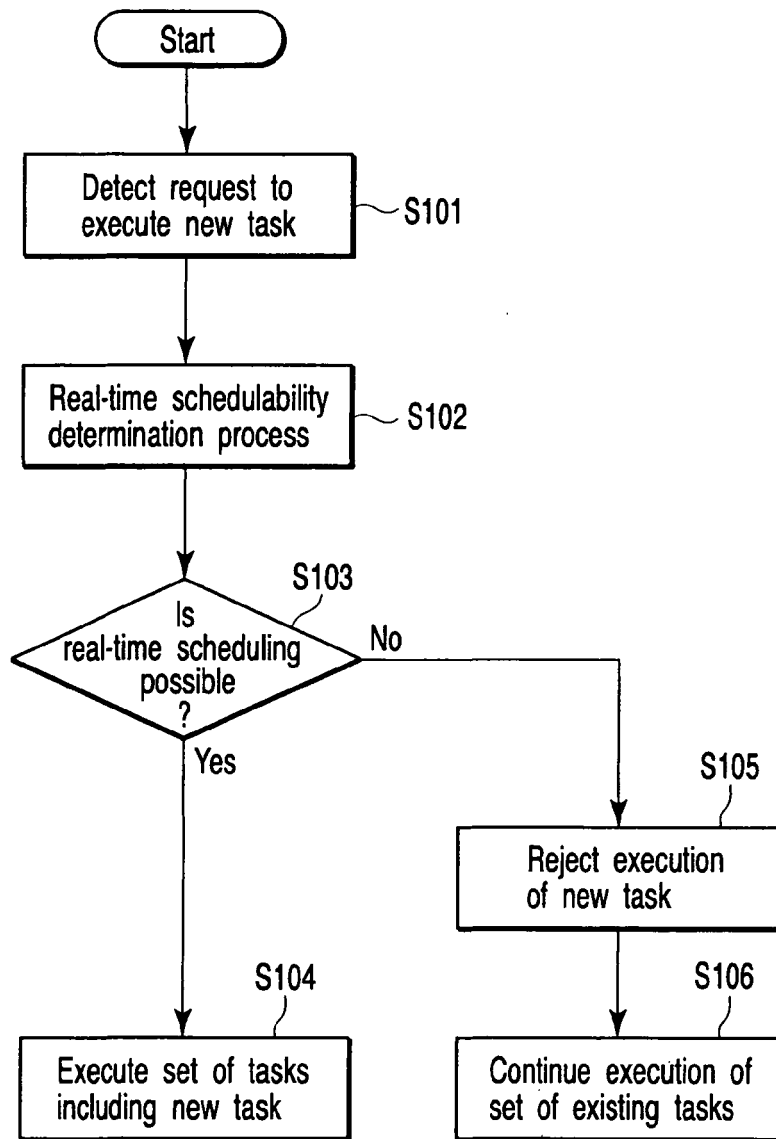 Start
Detect request to
execute new task
S101
Real-time schedulability
determination process
S102
S103
Is
real-time scheduling
possible
?
No
Yes
S105
Reject execution
of new task
S104
Execute set of tasks
including new task
S106
Continue execution of
set of existing tasks